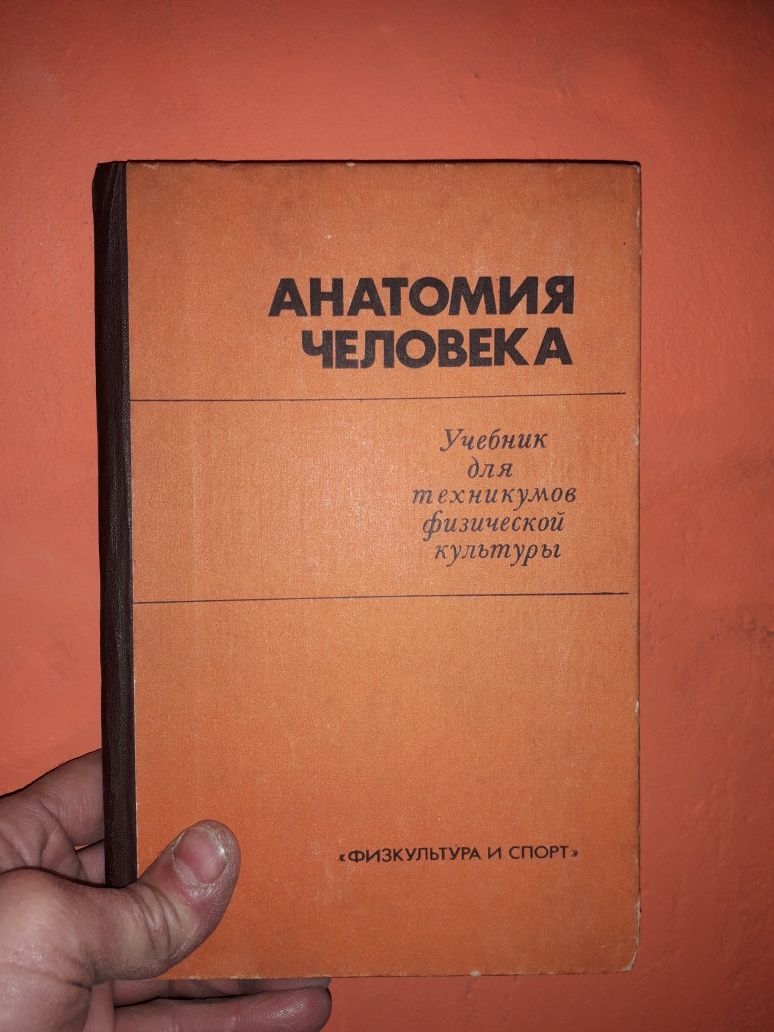 АНАТОМИЯ
ЧЕЛОВЕКА
Учебник
для
техникумов
физической
культуры
«ФИЗКУЛЬТУРА И СПОРТ»